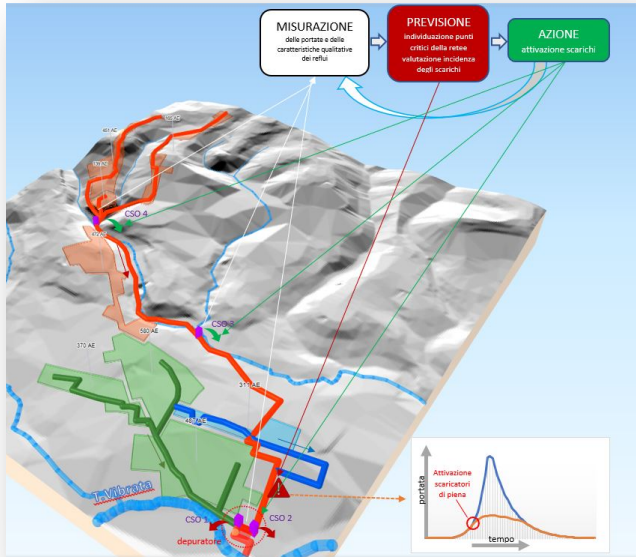 MISURAZIONE
delle portate e delle
caratteristiche qualitative
dei reflui
PREVISIONE
individuazione punti
critici della retee
valutazione incidenza
degli scarichi
AZIONE
attivazione scarichi
CSO 4
CSO 3
580 AE
370 AE
T. Vibrata
CSO 1
CSO 2
depuratore
portata
Attivazione
scaricatori
di piena
tempo